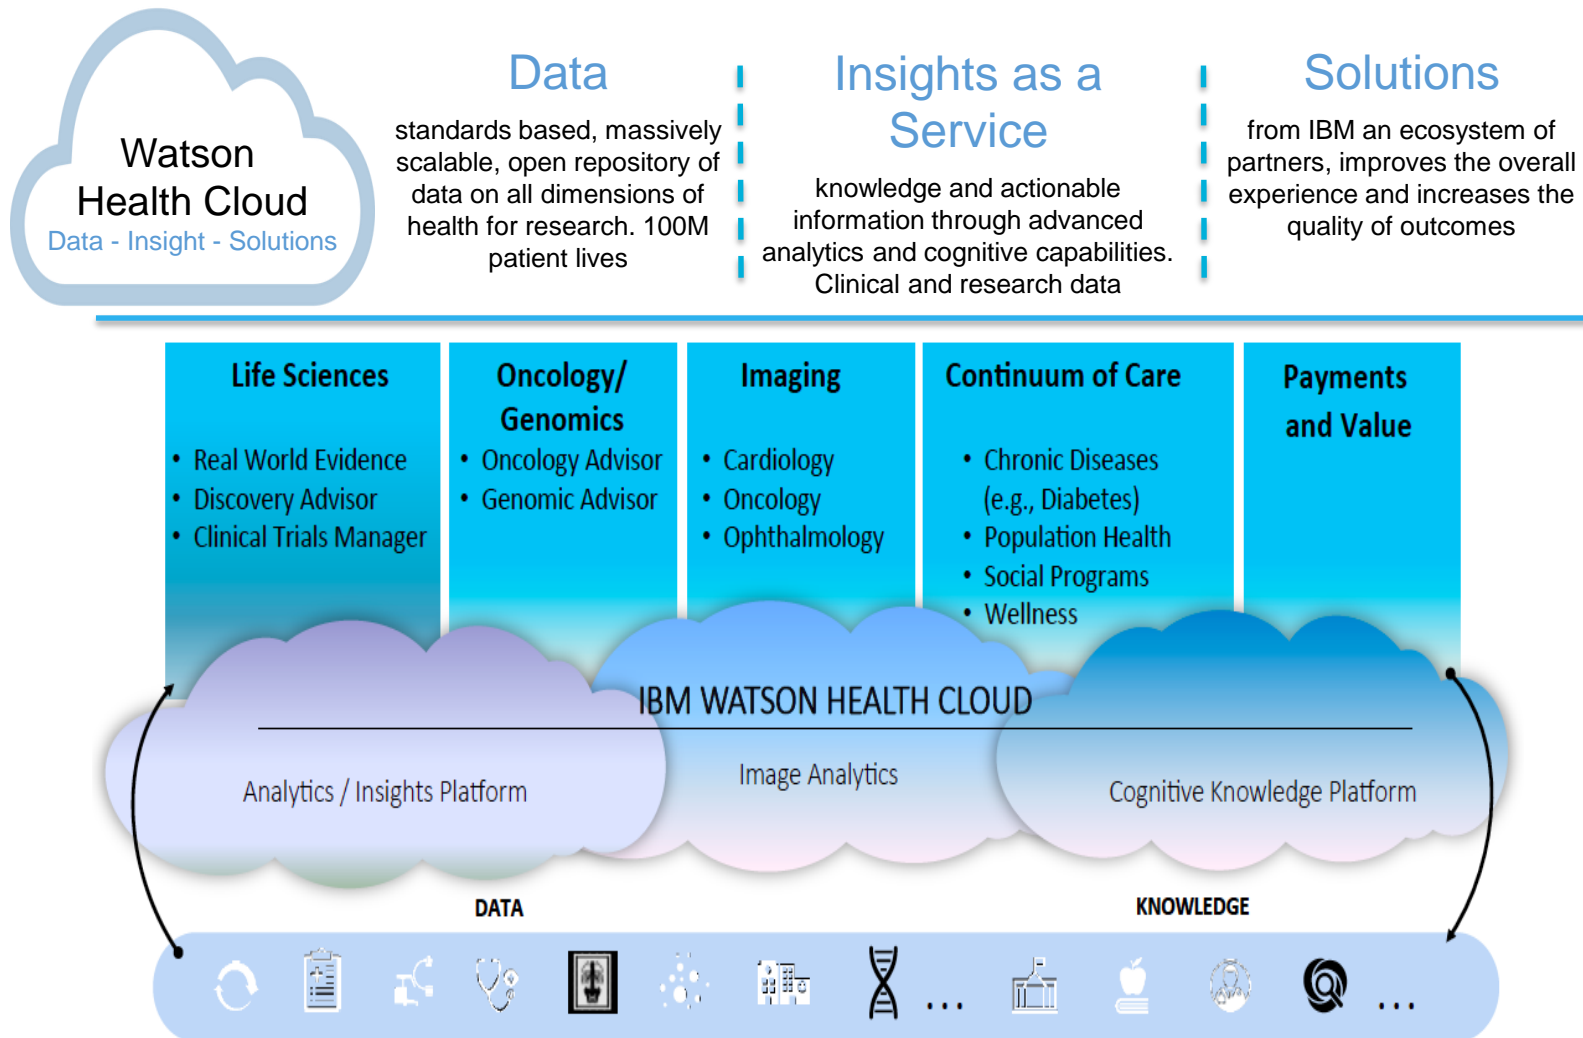 Watson
Health Cloud
Data - Insight - Solutions
Data
standards based, massively
scalable, open repository of
data on all dimensions of
health for research. 100M
patient lives
Insights as a
Service
knowledge and actionable
information through advanced
analytics and cognitive capabilities.
Clinical and research data
Solutions
from IBM an ecosystem of
partners, improves the overall
experience and increases the
quality of outcomes
Life Sciences
• Real World Evidence
• Discovery Advisor
• Clinical Trials Manager
Oncology/
Genomics
• Oncology Advisor
• Genomic Advisor
Imaging
• Cardiology
• Oncology
• Ophthalmology
Continuum of Care
• Chronic Diseases
(e.g., Diabetes)
• Population Health
• Social Programs
• Wellness
Payments
and Value
IBM WATSON HEALTH CLOUD
Analytics / Insights Platform
Image Analytics
Cognitive Knowledge Platform
DATA
KNOWLEDGE
...
...